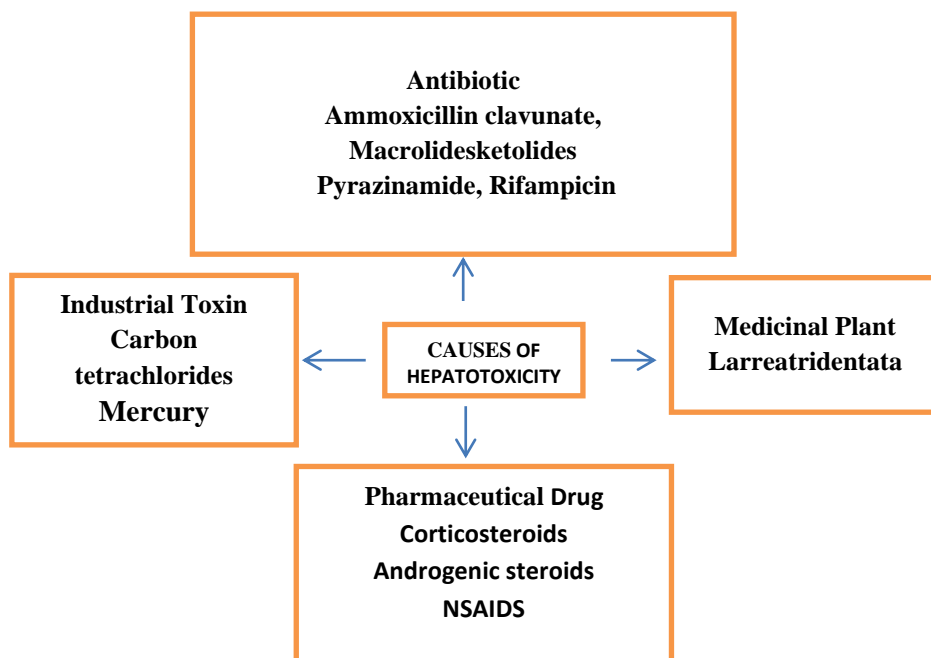 Antibiotic
Ammoxicillin clavunate,
Macrolidesketolides
Pyrazinamide, Rifampicin
Industrial Toxin
Carbon
tetrachlorides
Mercury
CAUSES OF
HEPATOTOXICITY
Medicinal Plant
Larreatridentata
Pharmaceutical Drug
Corticosteroids
Androgenic steroids
NSAIDS